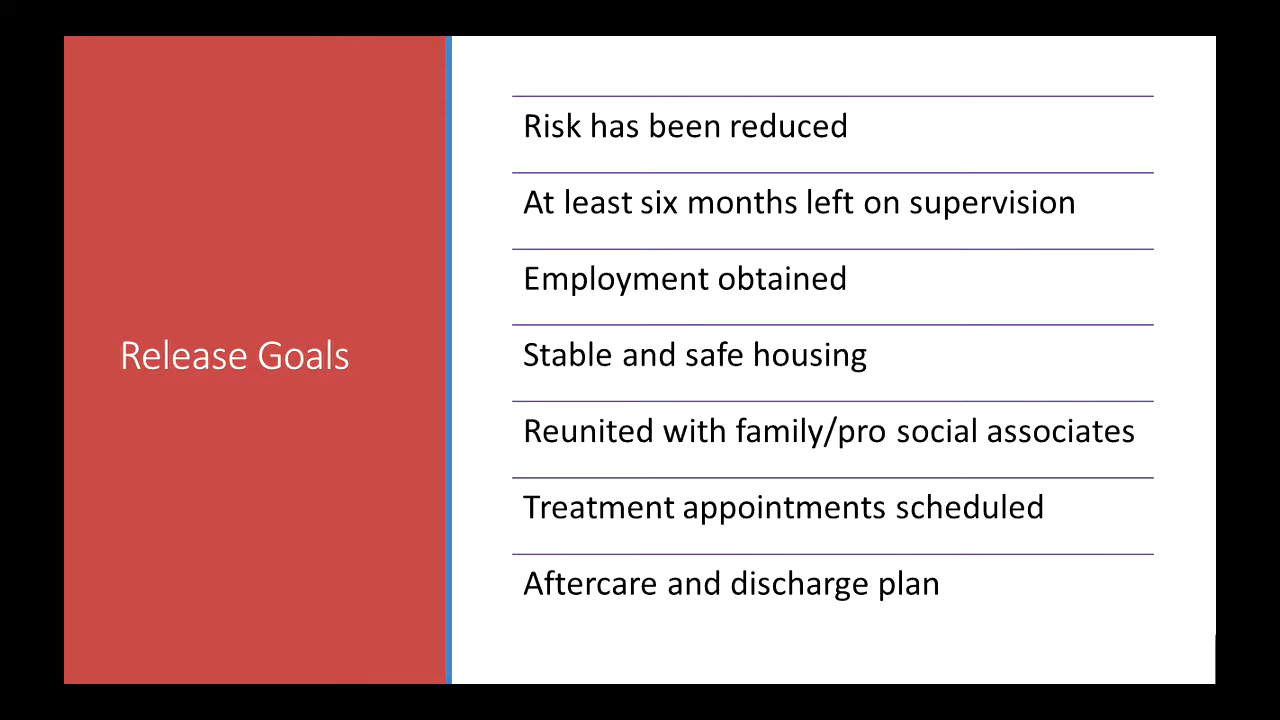 Release Goals
Risk has been reduced
At least six months left on supervision
Employment obtained
Stable and safe housing
Reunited with family/pro social associates
Treatment appointments scheduled
Aftercare and discharge plan